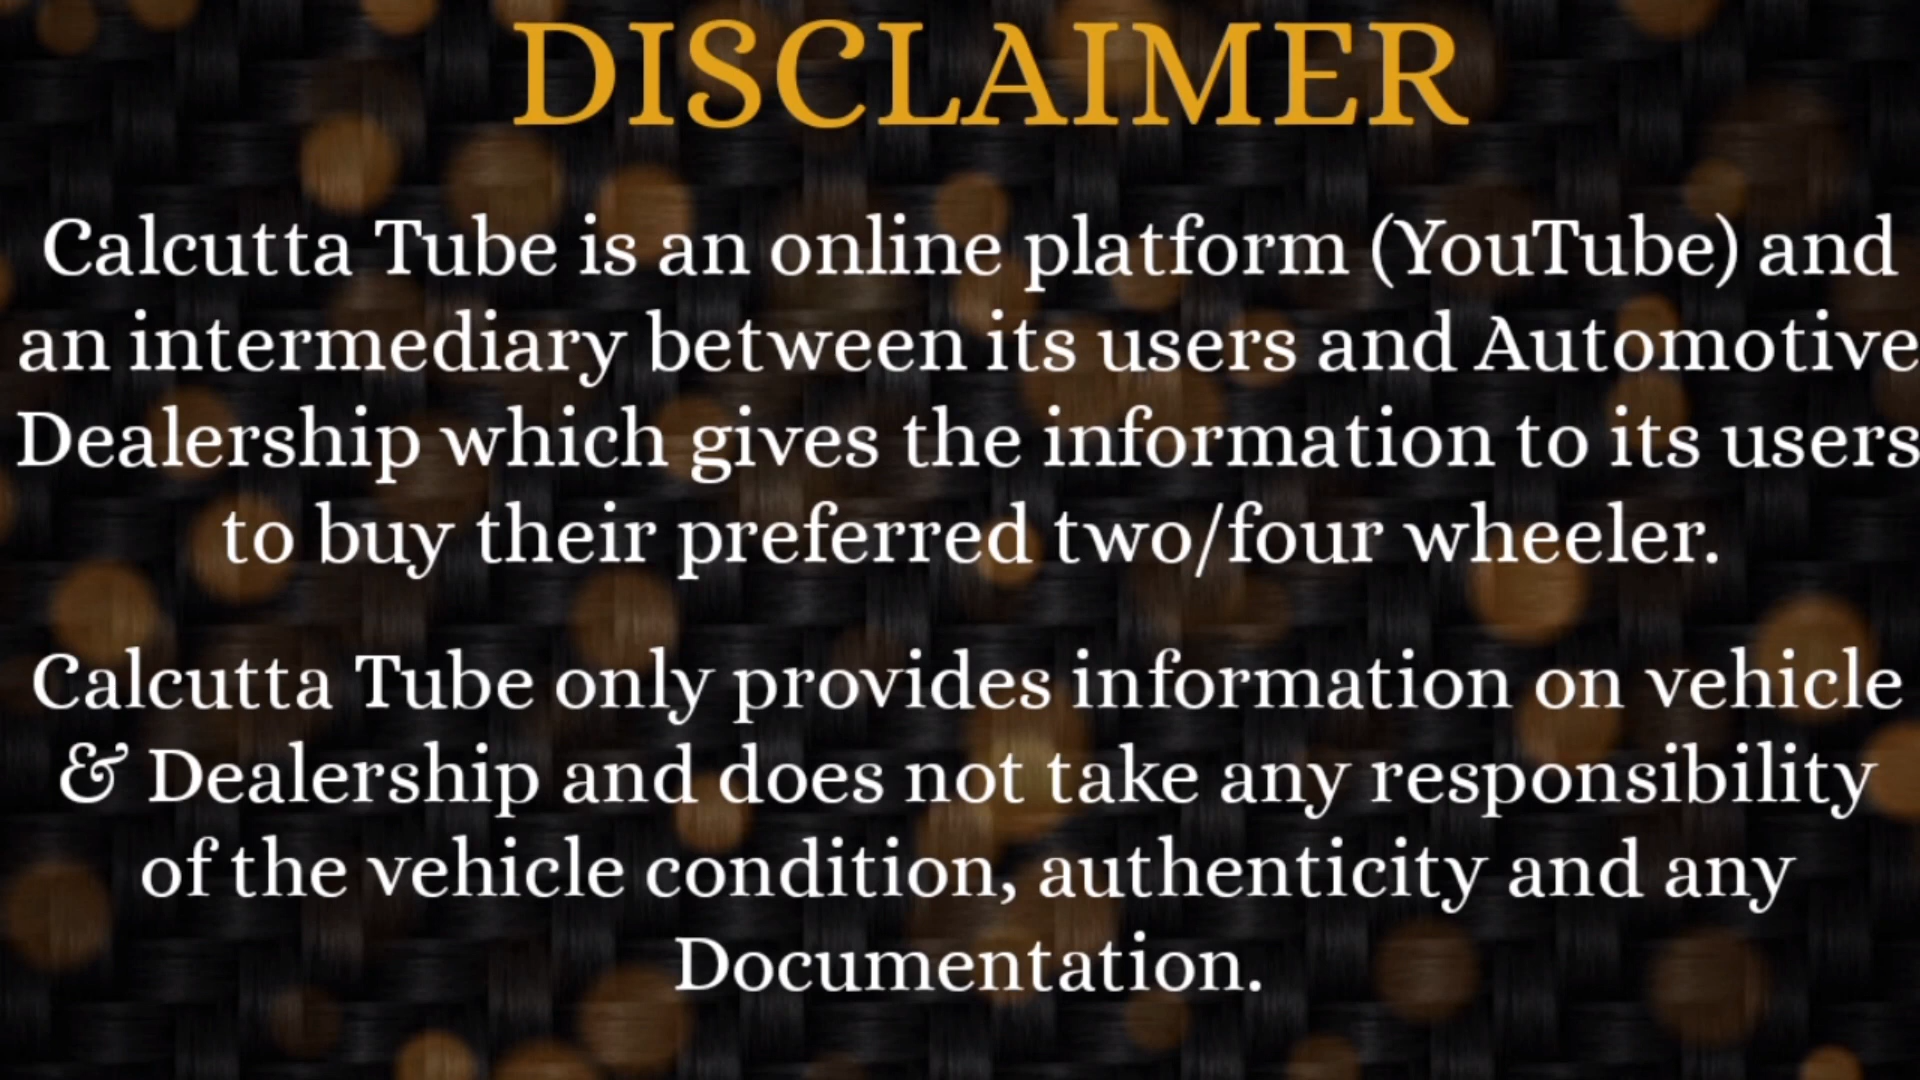 DISCLAIMER
Calcutta Tube is an online platform (YouTube) and
an intermediary between its users and Automotive
Dealership which gives the information to its users
to buy their preferred two/four wheeler.
Calcutta Tube only provides information on vehicle
& Dealership and does not take any responsibility
of the vehicle condition, authenticity and any
Documentation.